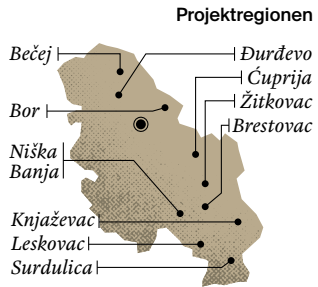 Projektregionen
Bečej
Đurđevo
Ćuprija
Bor
Žitkovac
Brestovac
Niška
Banja
Knjaževac
Leskovac
Surdulica